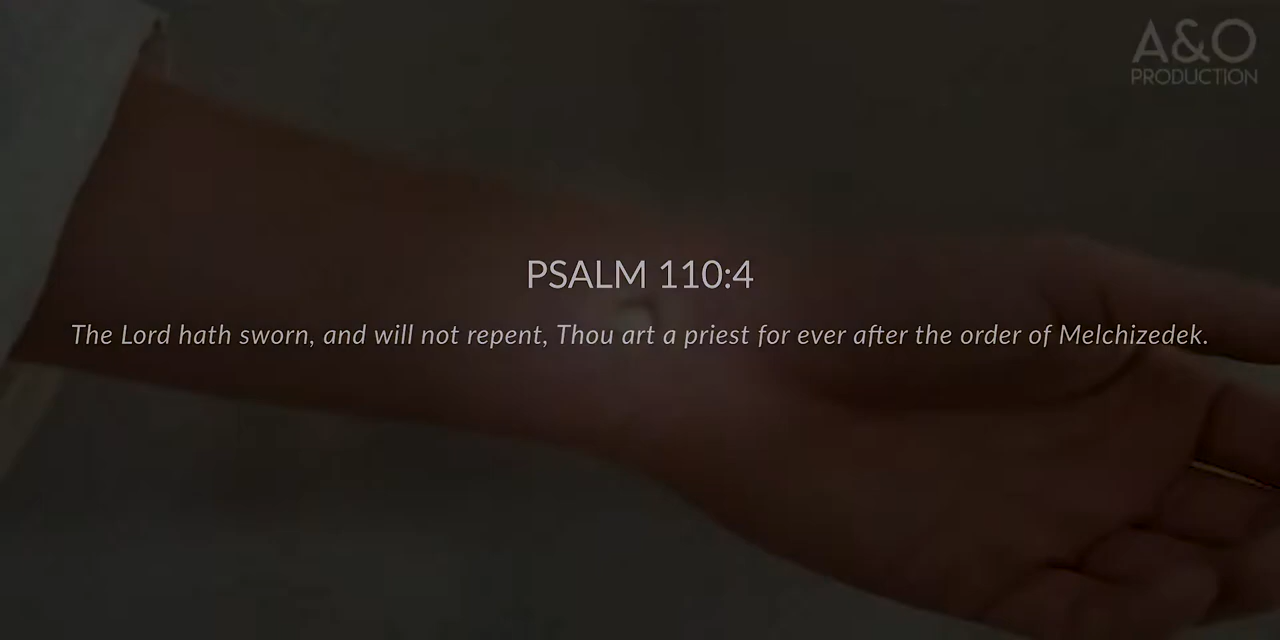 A&O
PRODUCTION
PSALM 110:4
The Lord hath sworn, and will not repent, Thou art a priest for ever after the order of Melchizedek.